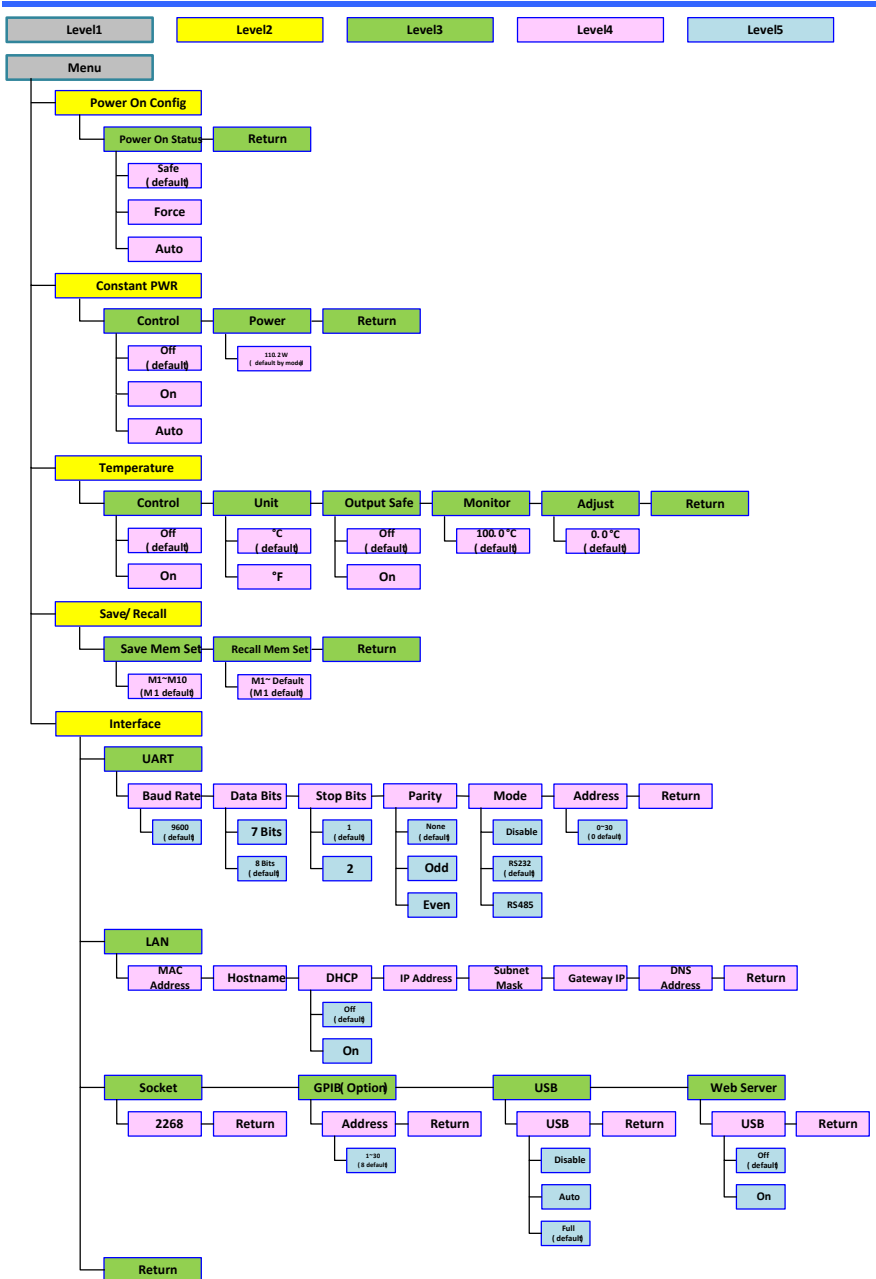 Level1 Level2 Level3 Level4 Level5
Menu
Power On Config
Power On Status Return
Safe
( default)
Force
Auto
Constant PWR
Control Power Return
Off
( default)
110. 2 W
( default by model)
On
Auto
Temperature
Control Unit Output Safe Monitor Adjust Return
Off
( default)
°C
( default)
Off
( default)
100. 0 °C
( default)
0. 0 °C
( default)
On °F On
Save/ Recall
Save Mem Set Recall Mem Set Return
M1~M10
(M 1 default)
M1~ Default
(M 1 default)
Interface
UART
Baud Rate Data Bits Stop Bits Parity Mode Address Return
9600
( default)
7 Bits
1
( default)
None
( default)
Disable
0~30
( 0 default)
8 Bits
( default)
2
Odd
RS232
( default)
Even
RS485
LAN
MAC
Address
Hostname
DHCP
IP Address
Subnet
Mask
Gateway IP
DNS
Address
Return
Off
( default)
On
Socket GPIB( Option) USB Web Server
2268 Return Address Return USB Return USB Return
1~30
( 8 default)
Disable
Off
( default)
Auto
On
Full
( default)
Return